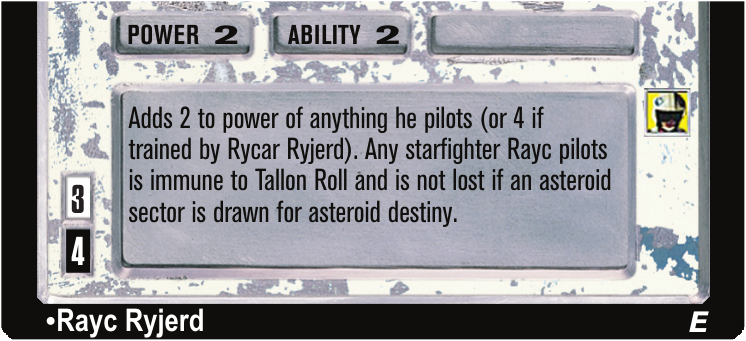 POWER 2 ABILITY 2
Adds 2 to power of anything he pilots (or 4 if
trained by Rycar Ryjerd). Any starfighter Rayc pilots
is immune to Tallon Roll and is not lost if an asteroid
sector is drawn for asteroid destiny.
3
4
•Rayc Ryjerd E